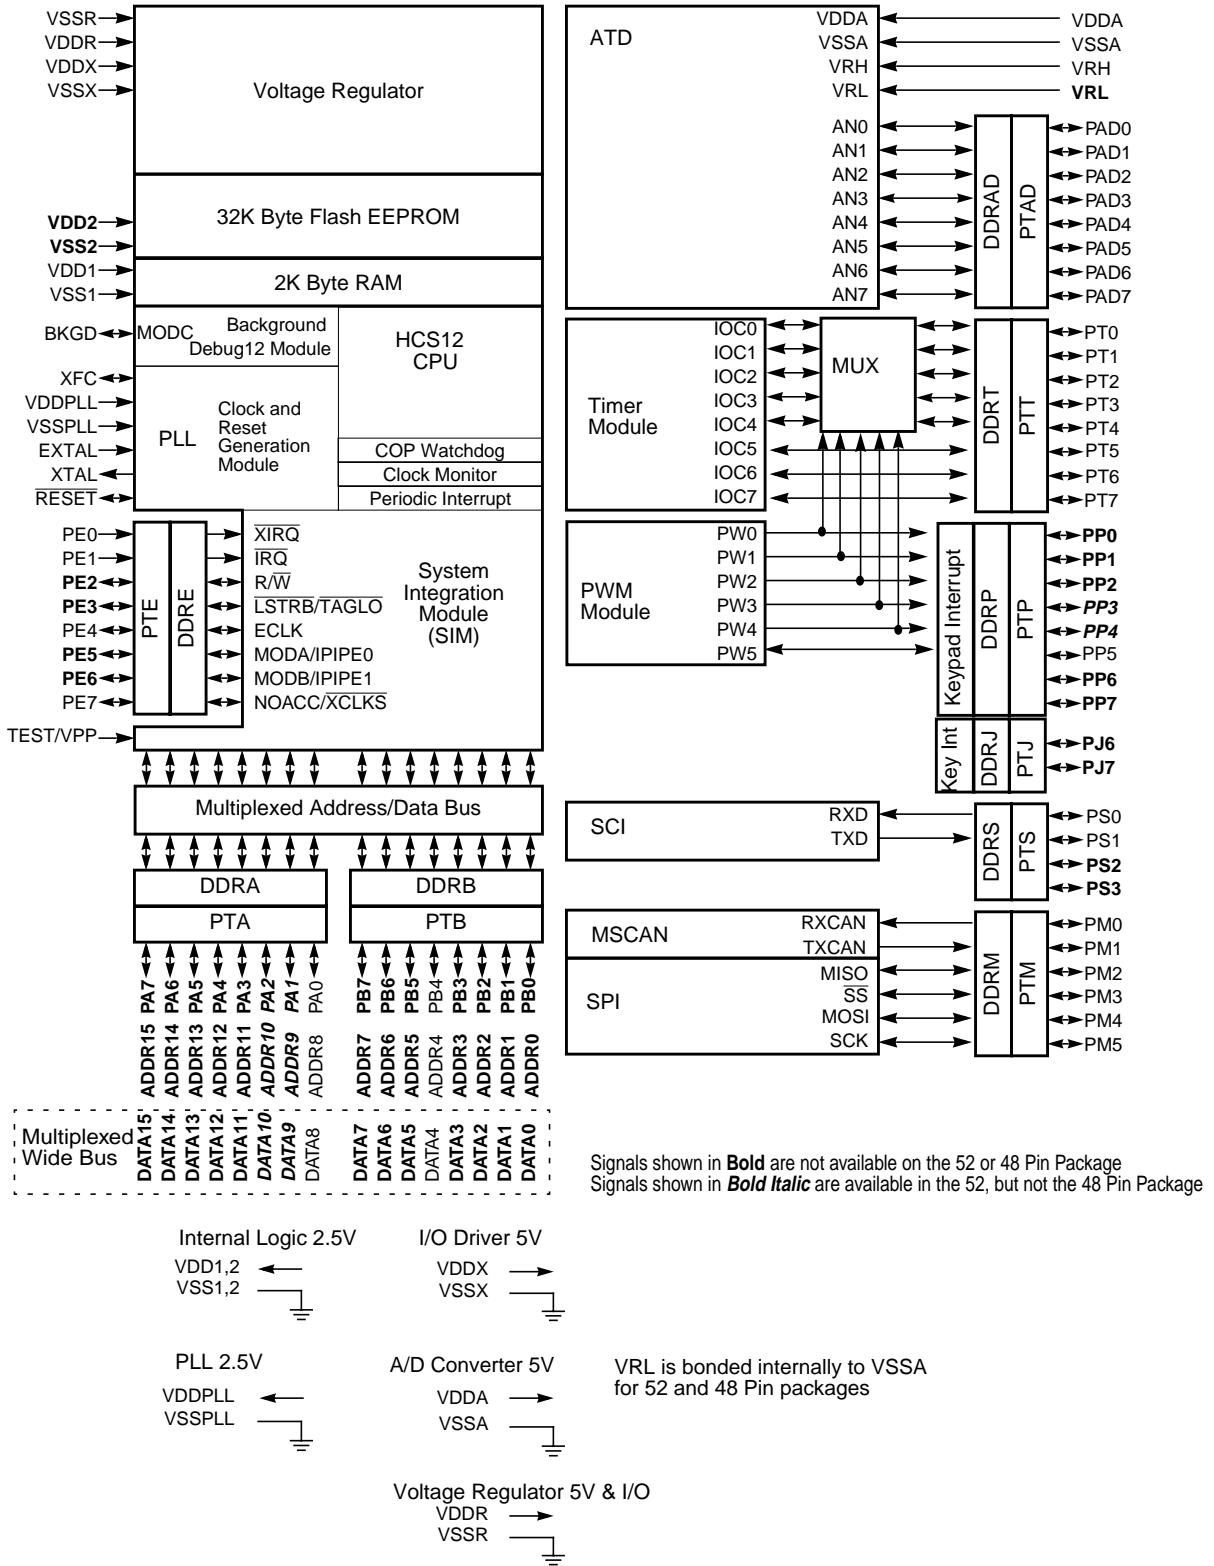 VSSR
VDDR
VDDX
VSSX
Voltage Regulator
32K Byte Flash EEPROM
VDD2
VSS2
2K Byte RAM
VDD1
VSS1
BKGD
MODC
Background
Debug12 Module
HCS12
CPU
XFC
VDDPLL
VSSPLL
EXTAL
XTAL
RESET
PLL
Clock and
Reset
Generation
Module
COP Watchdog
Clock Monitor
Periodic Interrupt
PE0
PE1
PE2
PE3
PE4
PE5
PE6
PE7
PTE
DDRE
XIRQ
IRQ
R/W
LSTRB/TAGLO
ECLK
MODA/IPIPE0
MODB/IPIPE1
NOACC/XCLKS
System
Integration
Module
(SIM)
TEST/VPP
Multiplexed Address/Data Bus
DDRA
DDRB
PTA
PTB
PA7
PA6
PA5
PA4
PA3
PA2
PA1
PA0
PB7
PB6
PB5
PB4
PB3
PB2
PB1
PB0
ADDR15
ADDR14
ADDR13
ADDR12
ADDR11
ADDR10
ADDR9
ADDR8
ADDR7
ADDR6
ADDR5
ADDR4
ADDR3
ADDR2
ADDR1
ADDR0
Multiplexed
Wide Bus
DATA15
DATA14
DATA13
DATA12
DATA11
DATA10
DATA9
DATA8
DATA7
DATA6
DATA5
DATA4
DATA3
DATA2
DATA1
DATA0
ATD
VDDA
VSSA
VRH
VRL
AN0
AN1
AN2
AN3
AN4
AN5
AN6
AN7
VDDA
VSSA
VRH
VRL
DDRAD
PTAD
PAD0
PAD1
PAD2
PAD3
PAD4
PAD5
PAD6
PAD7
Timer
Module
IOC0
IOC1
IOC2
IOC3
IOC4
IOC5
IOC6
IOC7
MUX
DDRT
PTT
PT0
PT1
PT2
PT3
PT4
PT5
PT6
PT7
PWM
Module
PW0
PW1
PW2
PW3
PW4
PW5
Keypad Interrupt
DDRP
PTP
PP0
PP1
PP2
PP3
PP4
PP5
PP6
PP7
Key Int
DDRJ
PTJ
PJ6
PJ7
SCI
RXD
TXD
DDRS
PTS
PS0
PS1
PS2
PS3
MSCAN
RXCAN
TXCAN
SPI
MISO
SS
MOSI
SCK
DDRM
PTM
PM0
PM1
PM2
PM3
PM4
PM5
Signals shown in Bold are not available on the 52 or 48 Pin Package
Signals shown in Bold Italic are available in the 52, but not the 48 Pin Package
Internal Logic 2.5V
VDD1,2
VSS1,2
I/O Driver 5V
VDDX
VSSX
PLL 2.5V
VDDPLL
VSSPLL
A/D Converter 5V
VDDA
VSSA
VRL is bonded internally to VSSA
for 52 and 48 Pin packages
Voltage Regulator 5V & I/O
VDDR
VSSR